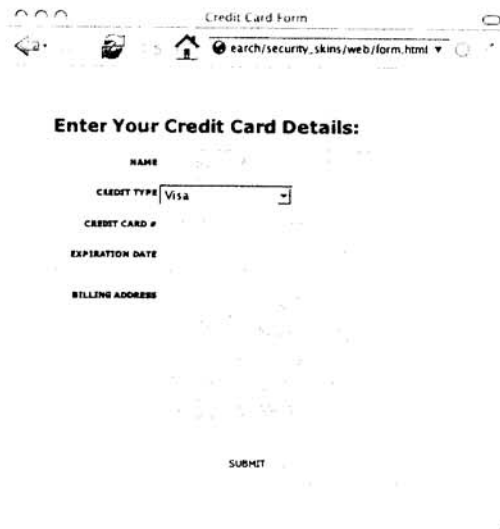 Credit Card Form
earch/security_skins/web/form.html
Enter Your Credit Card Details:
NAME
CREDIT TYPE Visa
CREDIT CARD #
EXPIRATION DATE
BILLING ADDRESS
SUBMIT